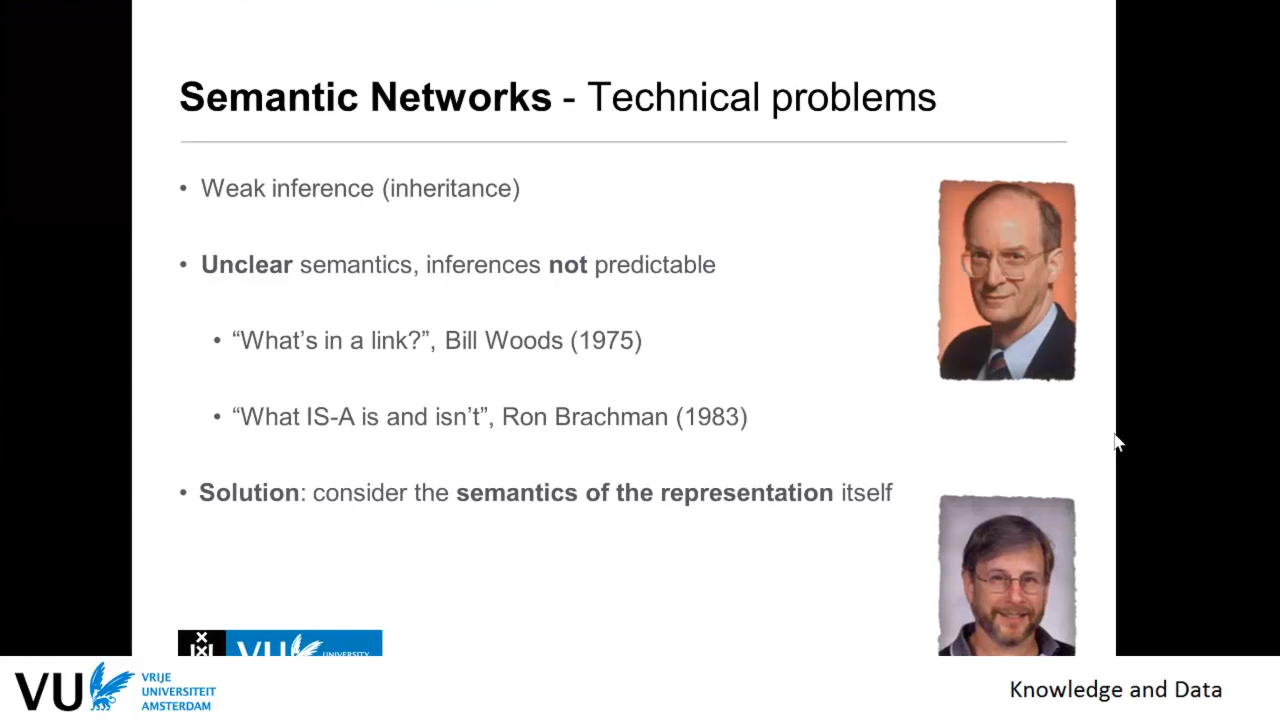 Semantic Networks - Technical problems
• Weak inference (inheritance)
• Unclear semantics, inferences not predictable
• “What’s in a link?”, Bill Woods (1975)
• “What IS-A is and isn’t”, Ron Brachman (1983)
• Solution: consider the semantics of the representation itself
VU UNIVERSITY
VU VRIJE
UNIVERSITEIT
AMSTERDAM
Knowledge and Data